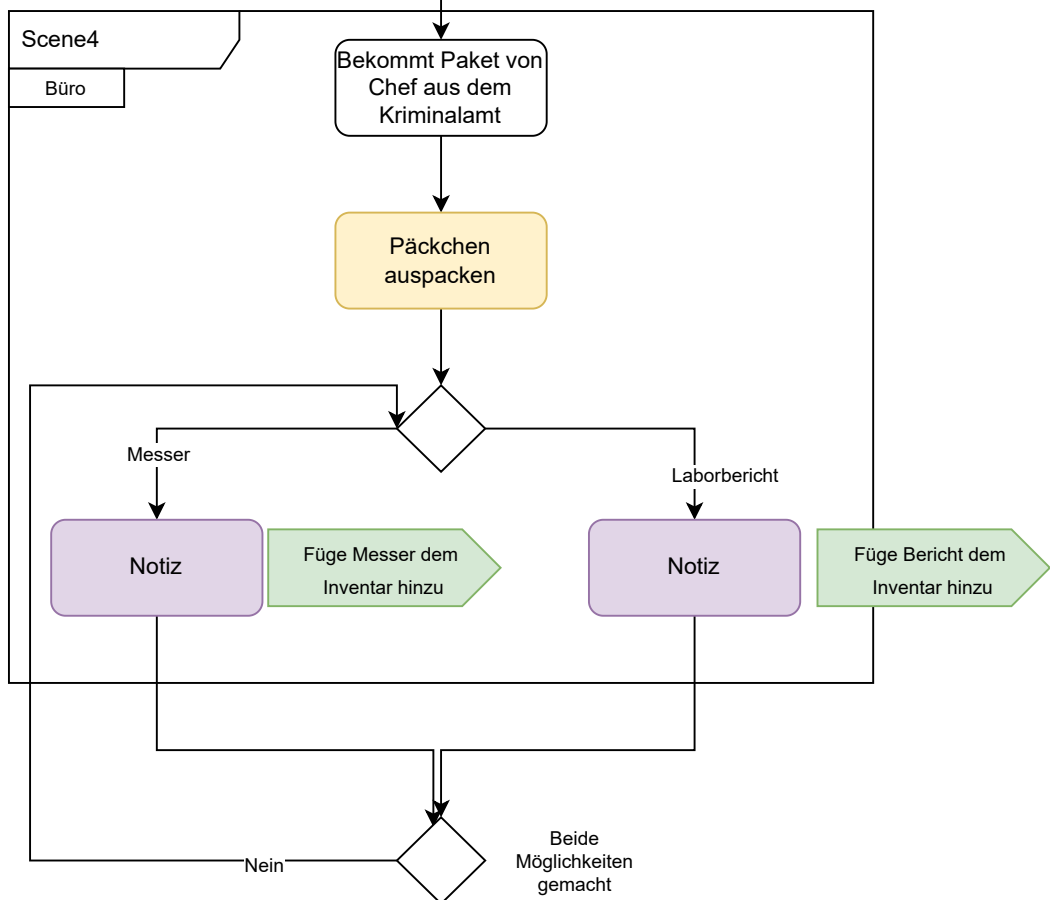 Scene4
Büro
Bekommt Paket von
Chef aus dem
Kriminalamt
Päckchen
auspacken
Messer
Laborbericht
Notiz
Füge Messer dem
Inventar hinzu
Notiz
Füge Bericht dem
Inventar hinzu
Nein
Beide
Möglichkeiten
gemacht